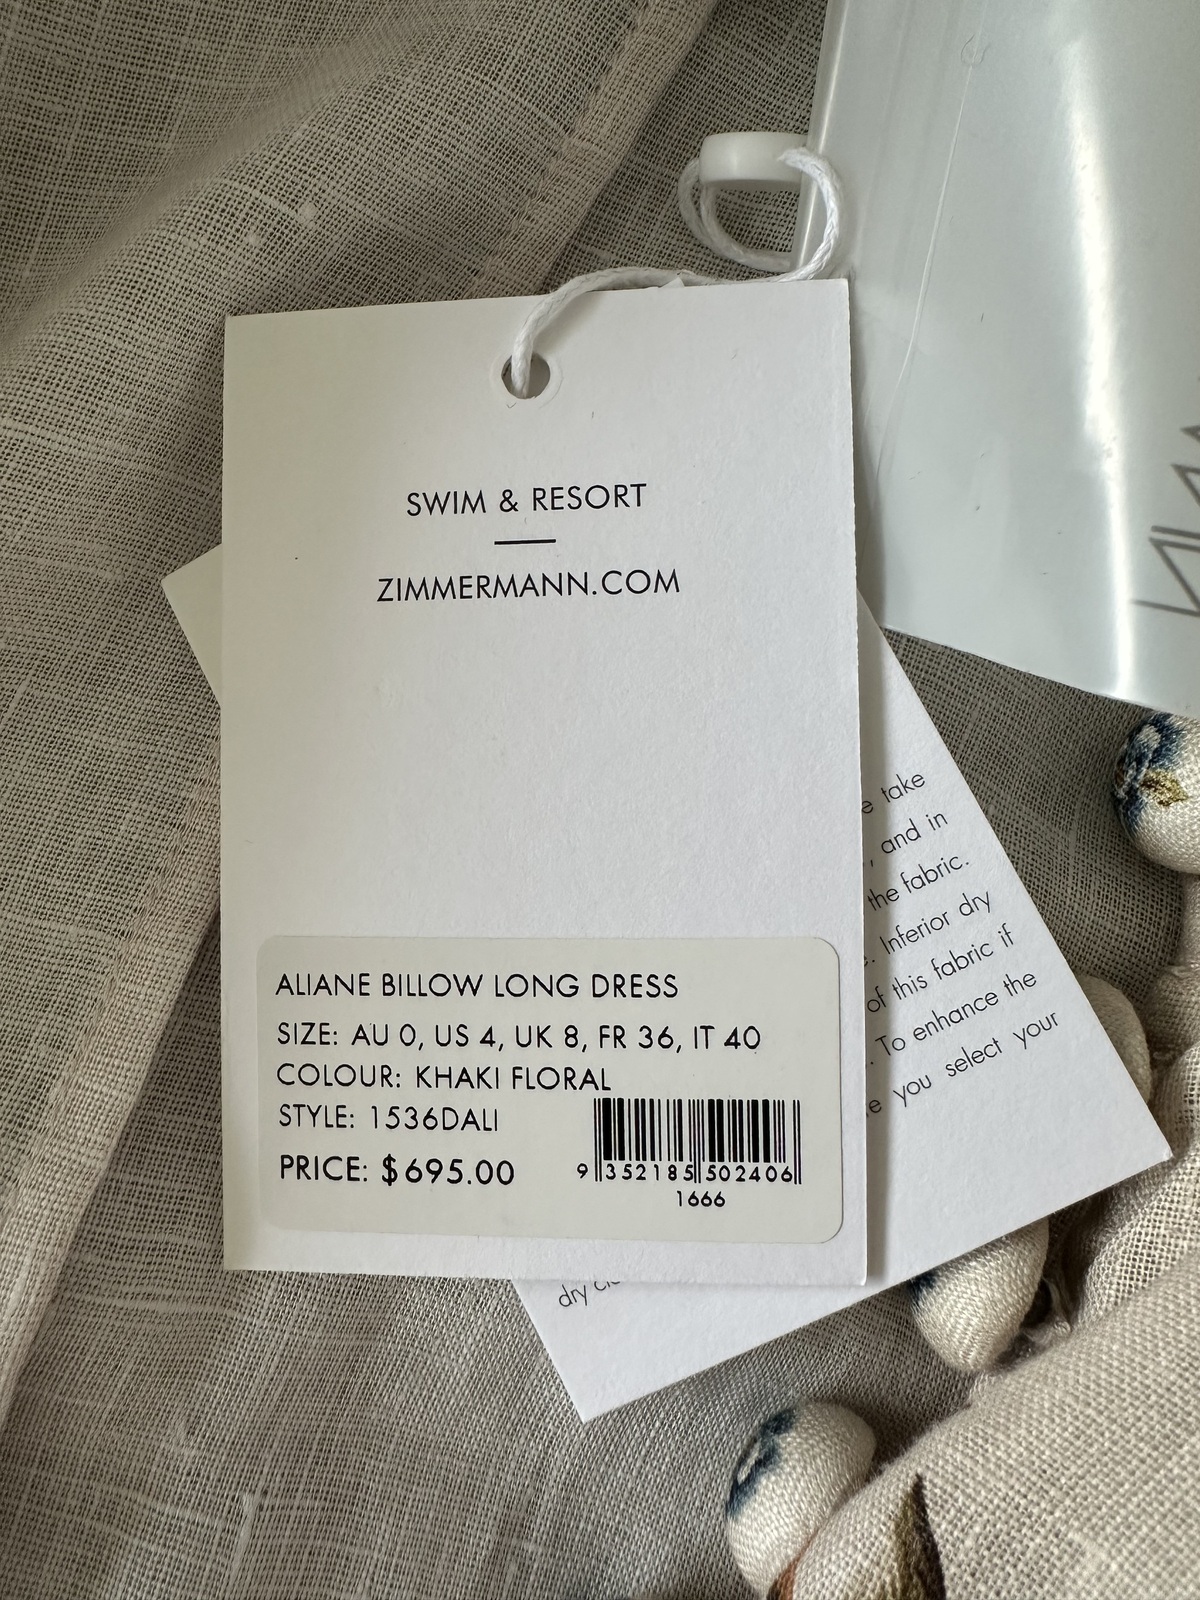 SWIM & RESORT
ZIMMERMANN.COM
ALIANE BILLOW LONG DRESS
SIZE: AU 0, US 4, UK 8, FR 36, IT 40
COLOUR: KHAKI FLORAL
STYLE: 1536DALI
PRICE: $695.00
9 352185 502406
1666
take
, and in
the fabric.
. Inferior dry
of this fabric if
. To enhance the
you select your
dry